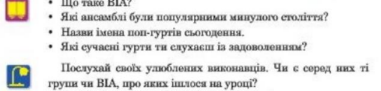 • Що таке ВІА?
• Які ансамблі були популярними минулого століття?
• Назви імена поп-гуртів сьогодення.
• Які сучасні гурти ти слухаєш із задоволенням?
Послухай своїх улюблених виконавців. Чи є серед них ті
групи чи ВІА, про яких ішлося на уроці?